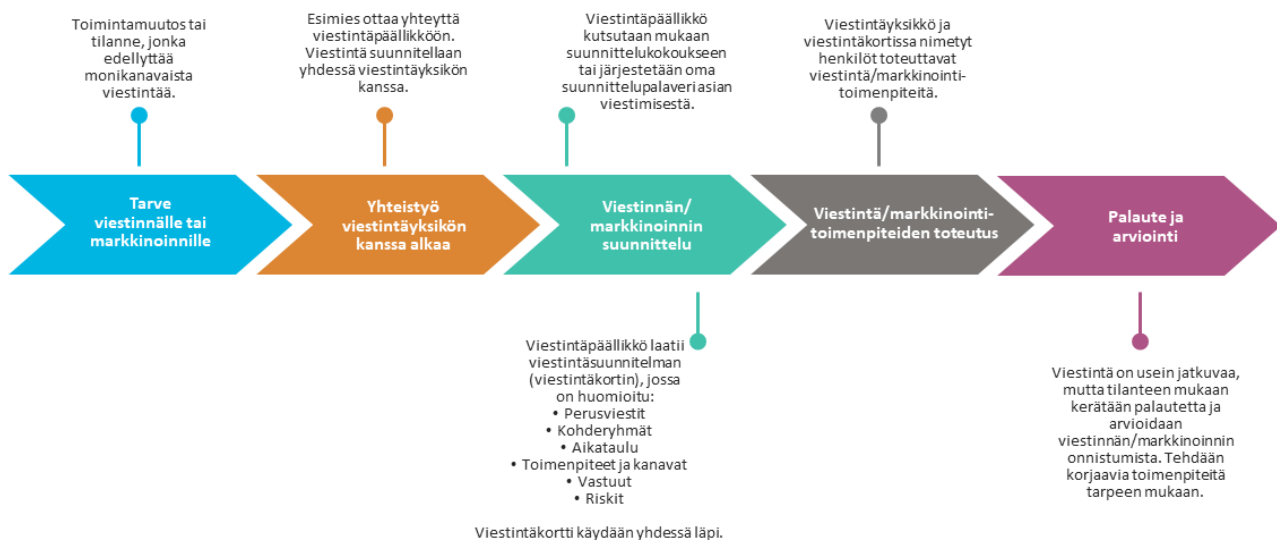 Toimintamuutos tai
tilanne, jonka
edellyttää
monikanavaista
viestintää.
Esimies ottaa yhteyttä
viestintäpäällikköön.
Viestintä suunnitellaan
yhdessä viestintäyksikön
kanssa.
Viestintäpäällikkö
kutsutaan mukaan
suunnittelukokoukseen
tai järjestetään oma
suunnittelupalaveri asian
viestimisestä.
Viestintäyksikkö ja
viestintäkortissa nimetyt
henkilöt toteuttavat
viestintä/markkinointi-
toimenpiteitä.
Tarve
viestinnälle tai
markkinoinnille
Yhteistyö
viestintäyksikön
kanssa alkaa
Viestinnän/
markkinoinnin
suunnittelu
Viestintä/markkinointi-
toimenpiteiden toteutus
Palaute ja
arviointi
Viestintäpäällikkö laatii
viestintäsuunnitelman
(viestintäkortin), jossa
on huomioitu:
• Perusviestit
• Kohderyhmät
• Aikataulu
• Toimenpiteet ja kanavat
• Vastuut
• Riskit
Viestintäkortti käydään yhdessä läpi.
Viestintä on usein jatkuvaa,
mutta tilanteen mukaan
kerätään palautetta ja
arvioidaan
viestinnän/markkinoinnin
onnistumista. Tehdään
korjaavia toimenpiteitä
tarpeen mukaan.